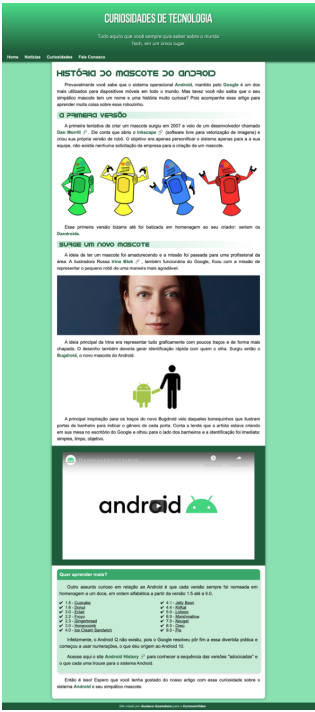 CURIOSIDADES DE TECNOLOGIA
Tudo aquilo que você sempre quis saber sobre o mundo
Tech, em um único lugar
Home Notícias Curiosidades Fale Conosco
HISTÓRIA DO MASCOTE DO ANDROID
Provavelmente você sabe que o sistema operacional Android, mantido pelo Google é um dos
mais utilizados para dispositivos móveis em todo o mundo. Mas talvez você não saiba que o seu
simpático mascote tem um nome e uma história muito curiosa? Pois acompanhe esse artigo para
aprender muita coisa sobre esse robozinho.
A PRIMEIRA VERSÃO
A primeira tentativa de criar um mascote surgiu em 2007 e veio de um desenvolvedor chamado
Dan Morrill. Ele conta que abriu o Inkscape (software livre para vetorização de imagens) e
criou sua própria versão de robô. O objetivo era apenas personificar o sistema apenas para a sua
equipe, não existia nenhuma solicitação da empresa para a criação de um mascote.
Essa primeira versão bizarra até foi batizada em homenagem ao seu criador: seriam os
Dandroids.
SURGE UM NOVO MASCOTE
A ideia de ter um mascote foi amadurecendo e a missão foi passada para uma profissional da
área. A ilustradora Russa Irina Blok, também funcionária do Google, ficou com a missão de
representar o pequeno robô de uma maneira mais agradável.
A ideia principal da Irina era representar tudo graficamente com poucos traços e de forma mais
chapada. O desenho também deveria gerar identificação rápida com quem o olha. Surgiu então o
Bugdroid, o novo mascote do Android.
A principal inspiração para os traços do novo Bugdroid veio daqueles bonequinhos que ilustram
portas de banheiro para indicar o gênero de cada porta. Conta a lenda que a artista estava criando
em sua mesa no escritório do Google e olhou para o lado dos banheiros e a identificação foi imediata:
simples, limpo, objetivo.
android
Quer aprender mais?
Outro assunto curioso em relação ao Android é que cada versão sempre foi nomeada em
homenagem a um doce, em ordem alfabética a partir da versão 1.5 até a 9.0.
✔ 1.5 - Cupcake
✔ 1.6 - Donut
✔ 2.0 - Eclair
✔ 2.2 - Froyo
✔ 2.3 - Gingerbread
✔ 3.0 - Honeycomb
✔ 4.0 - Ice Cream Sandwich
✔ 4.1 - Jelly Bean
✔ 4.4 - KitKat
✔ 5.0 - Lolipop
✔ 6.0 - Marshmallow
✔ 7.0 - Nougat
✔ 8.0 - Oreo
✔ 9.0 - Pie
Infelizmente, o Android Q não existiu, pois o Google resolveu pôr fim a essa divertida prática e
começou a usar numerações, o que deu origem ao Android 10.
Acesse aqui o site Android History para conhecer a sequência das versões "adocicadas" e
o que cada uma trouxe para o sistema Android.
Então é isso! Espero que você tenha gostado do nosso artigo com essa curiosidade sobre o
sistema Android e seu simpático mascote.